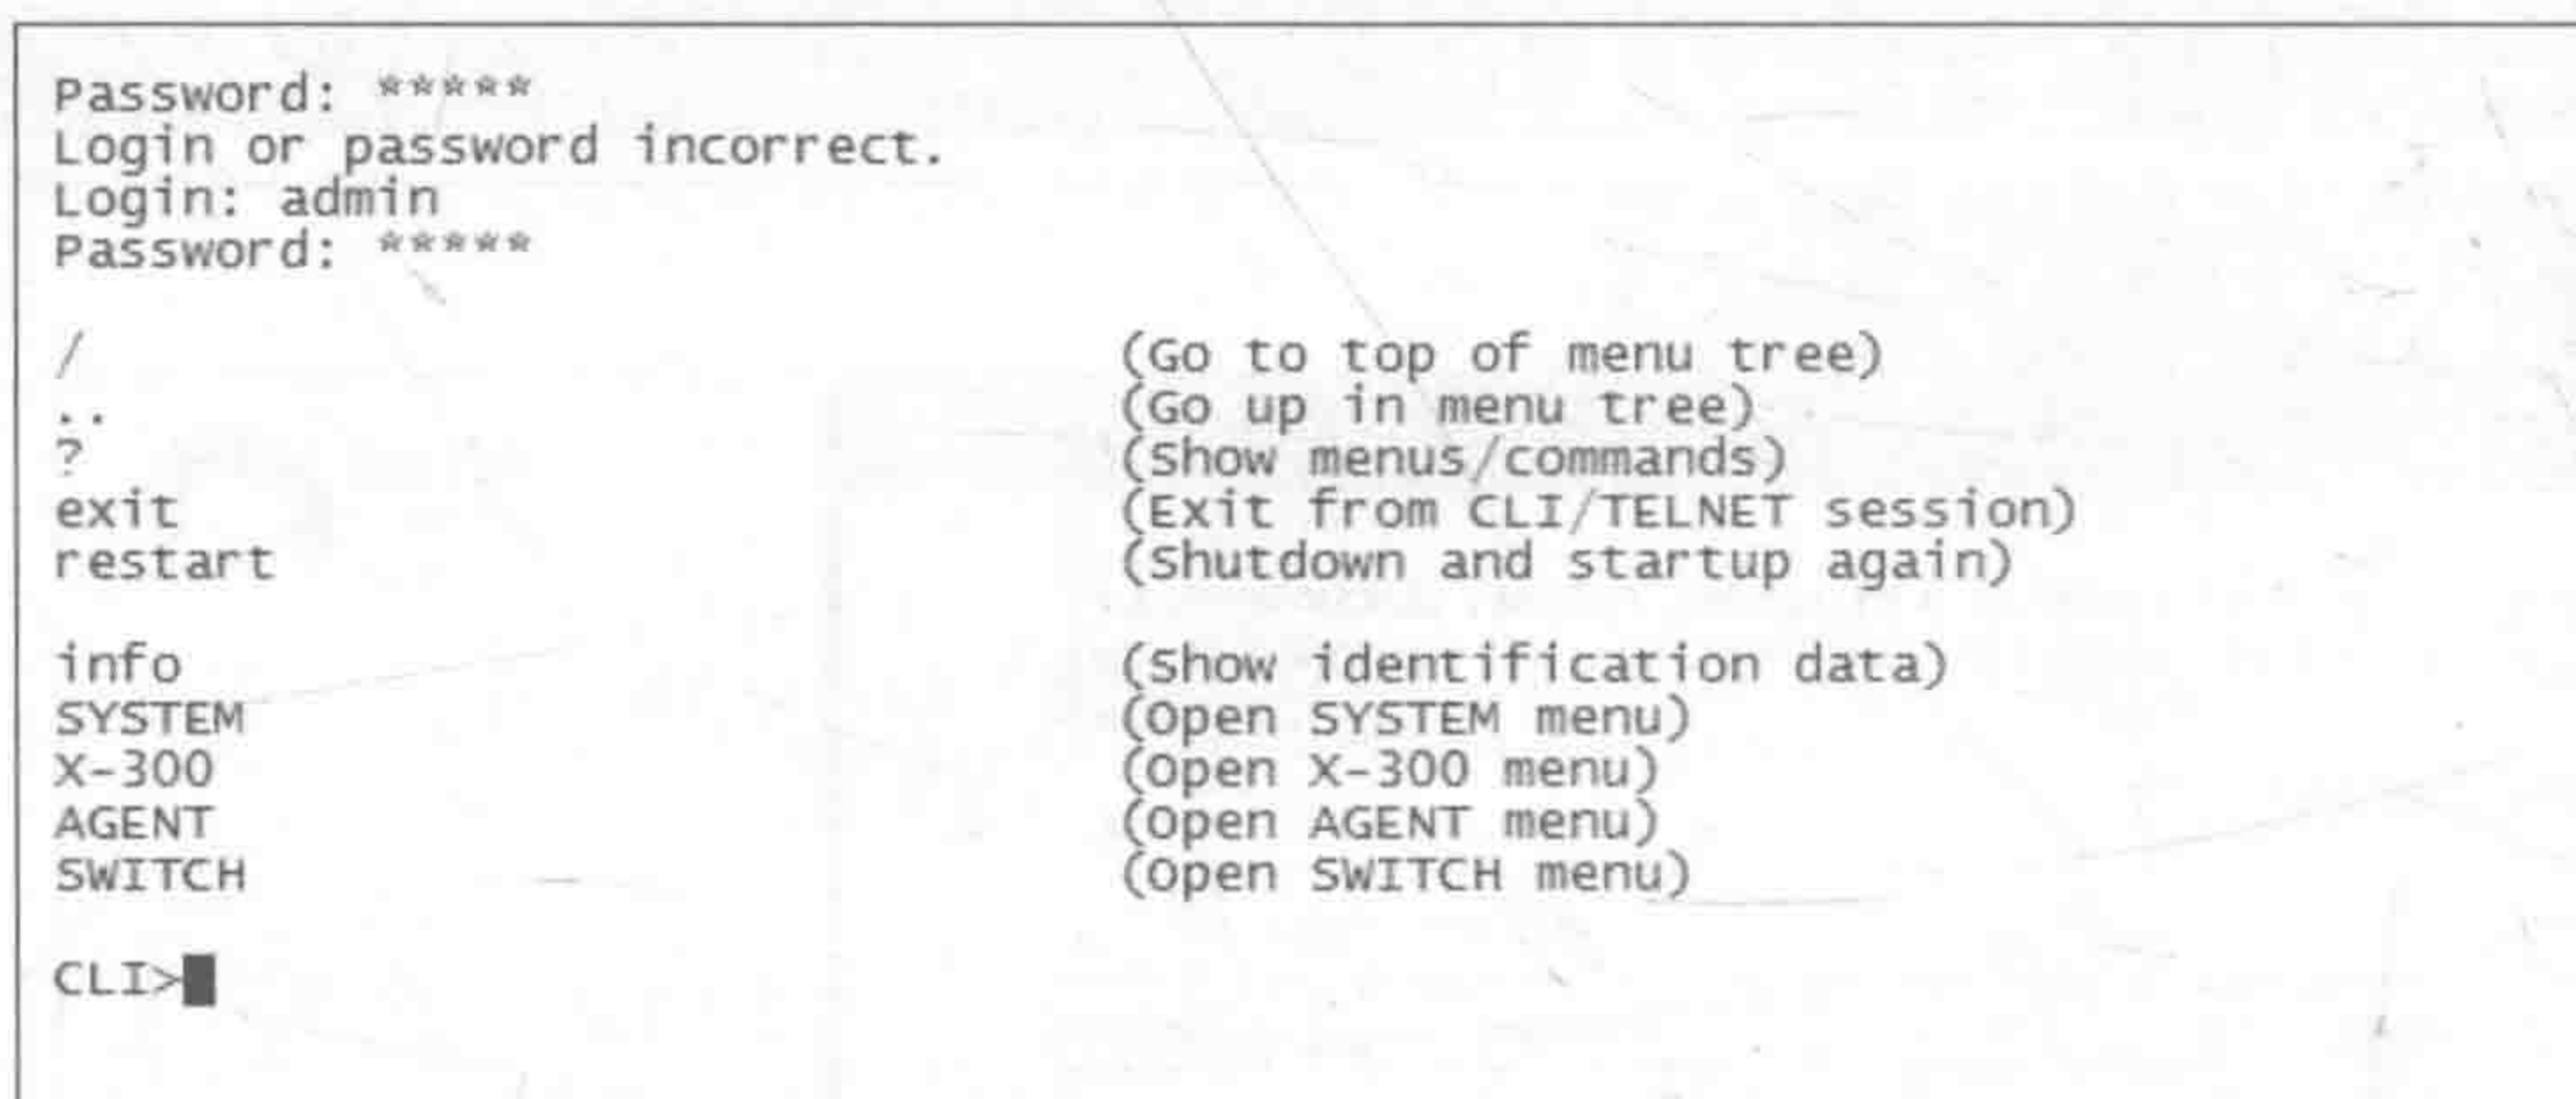 Password: *****
Login or password incorrect.
Login: admin
Password: *****
/ (Go to top of menu tree)
.. (Go up in menu tree)
? (Show menus/commands)
exit (Exit from CLI/TELNET session)
restart (Shutdown and startup again)
info (Show identification data)
SYSTEM (Open SYSTEM menu)
X-300 (Open X-300 menu)
AGENT (Open AGENT menu)
SWITCH (Open SWITCH menu)
CLI>